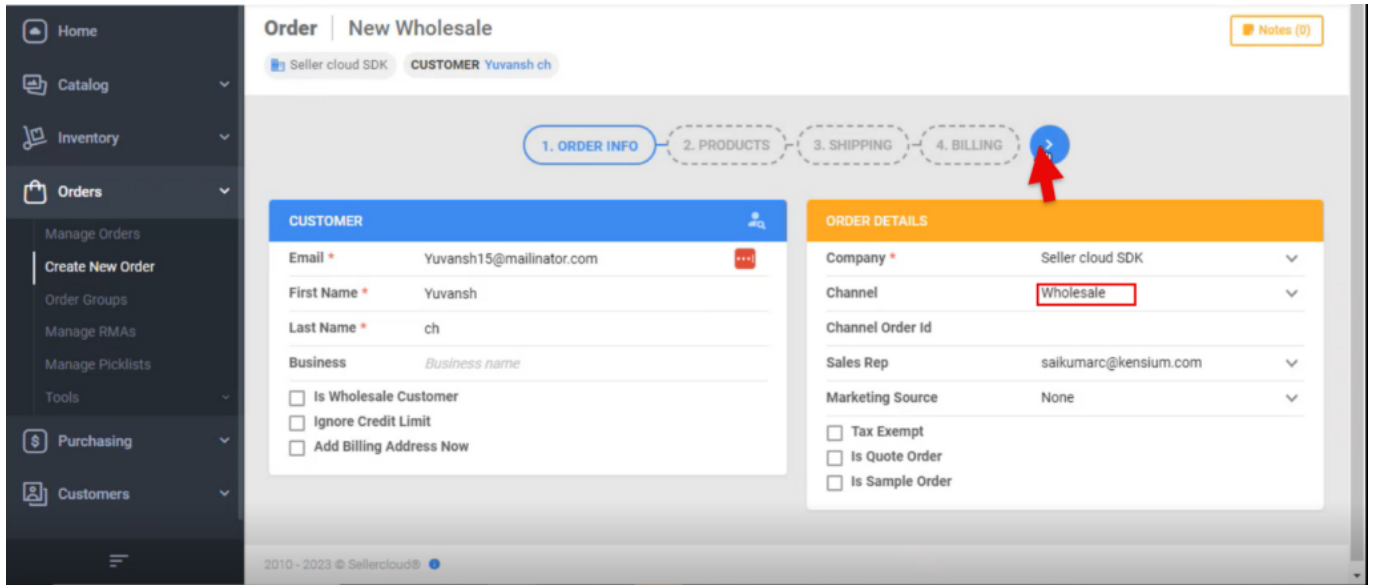 Home
Catalog
Inventory
Orders
Manage Orders
Create New Order
Order Groups
Manage RMAs
Manage Picklists
Tools
Purchasing
Customers
Order | New Wholesale
Notes (0)
Seller cloud SDK CUSTOMER Yuvansh ch
1. ORDER INFO 2. PRODUCTS 3. SHIPPING 4. BILLING
CUSTOMER
Email * Yuvansh15@mailinator.com
First Name * Yuvansh
Last Name * ch
Business Business name
Is Wholesale Customer
Ignore Credit Limit
Add Billing Address Now
ORDER DETAILS
Company * Seller cloud SDK
Channel Wholesale
Channel Order Id
Sales Rep saikumarc@kensium.com
Marketing Source None
Tax Exempt
Is Quote Order
Is Sample Order
2010 - 2023 © Sellercloud®